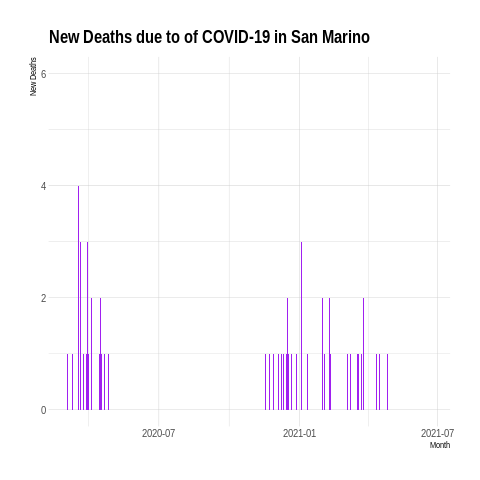 New Deaths due to of COVID-19 in San Marino
New Deaths
6
4
2
0
2020-07 2021-01 2021-07
Month